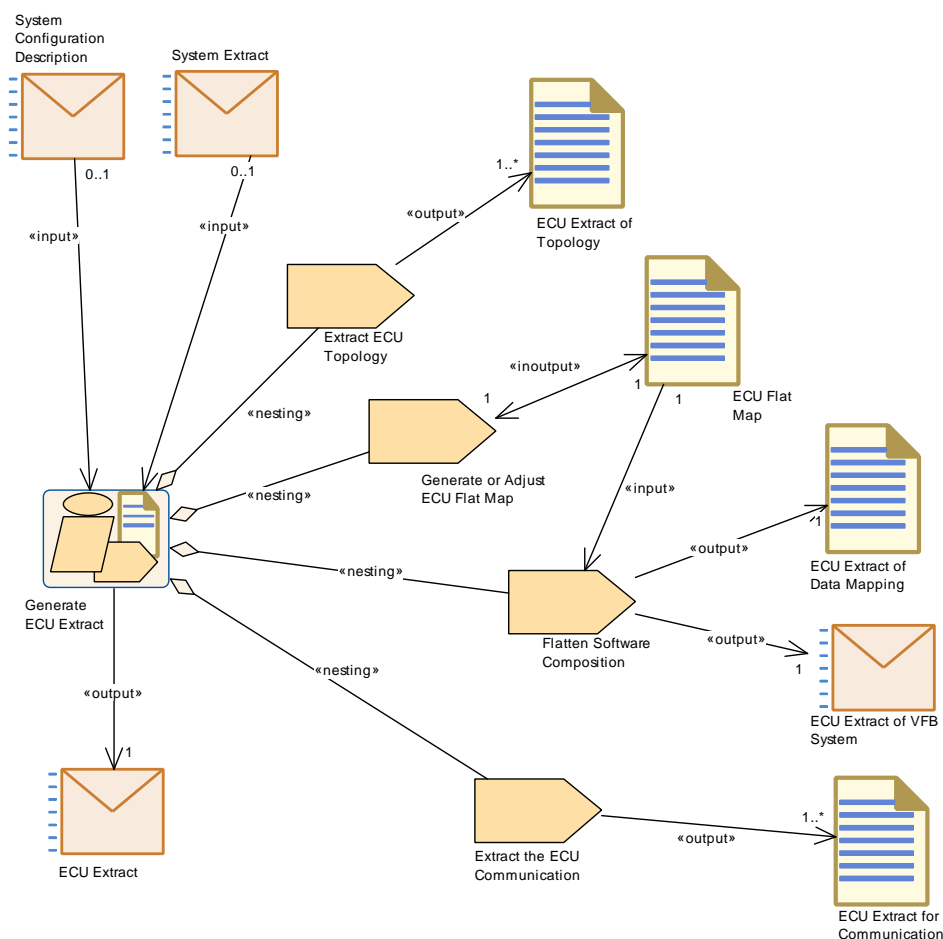 System
Configuration
Description
System Extract
0..1
0..1
«input»
«input»
1..*
«output»
ECU Extract of
Topology
Extract ECU
Topology
«nesting»
«inoutput»
1
1
1
ECU Flat
Map
Generate or Adjust
ECU Flat Map
«nesting»
«input»
1
«output»
ECU Extract of
Data Mapping
«nesting»
Generate
ECU Extract
Flatten Software
Composition
«output»
1
ECU Extract of VFB
System
«nesting»
«output»
1
ECU Extract
Extract the ECU
Communication
1..*
«output»
ECU Extract for
Communication